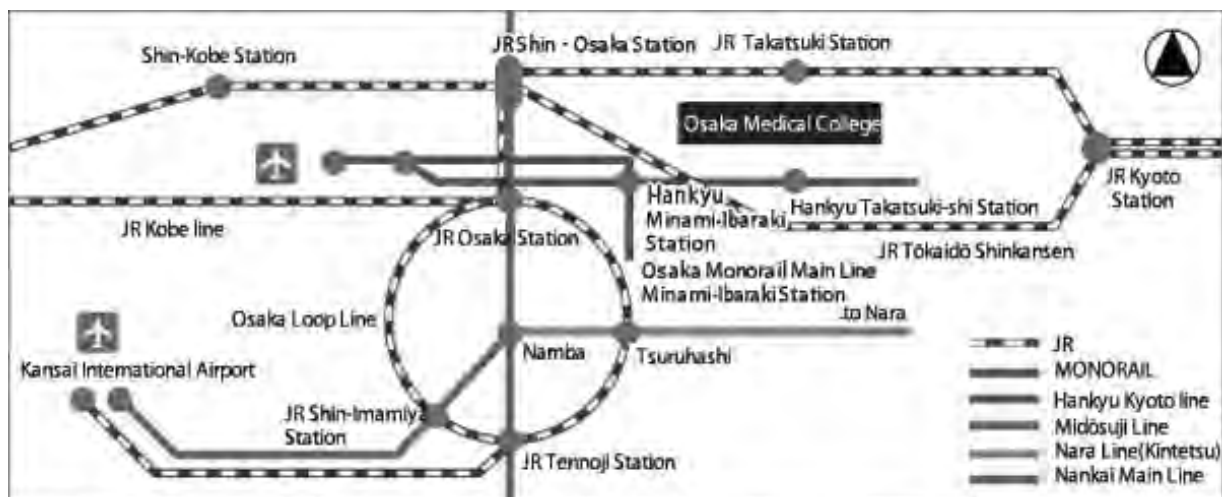 JR Shin - Osaka Station
JR Takatsuki Station
Shin-Kobe Station
Osaka Medical College
JR Kyoto
Station
Hankyu
Minami-Ibaraki
Station
Hankyu Takatsuki-shi Station
JR Kobe line
JR Osaka Station
JR Tōkaidō Shinkansen
Osaka Monorail Main Line
Minami-Ibaraki Station
Osaka Loop Line
to Nara
Namba
Tsuruhashi
Kansai International Airport
JR Shin-Imamiya
Station
JR Tennoji Station
JR
MONORAIL
Hankyu Kyoto line
Midōsuji Line
Nara Line(Kintetsu)
Nankai Main Line